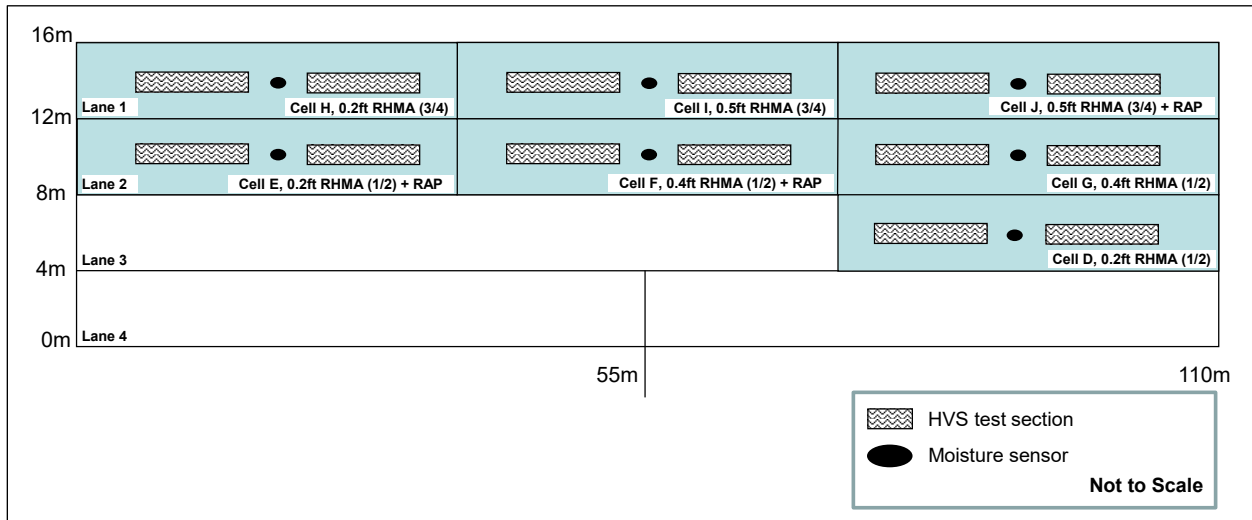 16m
Lane 1
Cell H, 0.2ft RHMA (3/4)
Cell I, 0.5ft RHMA (3/4)
Cell J, 0.5ft RHMA (3/4) + RAP
12m
Lane 2
Cell E, 0.2ft RHMA (1/2) + RAP
Cell F, 0.4ft RHMA (1/2) + RAP
Cell G, 0.4ft RHMA (1/2)
8m
Lane 3
Cell D, 0.2ft RHMA (1/2)
4m
Lane 4
0m
55m
110m
HVS test section
Moisture sensor
Not to Scale